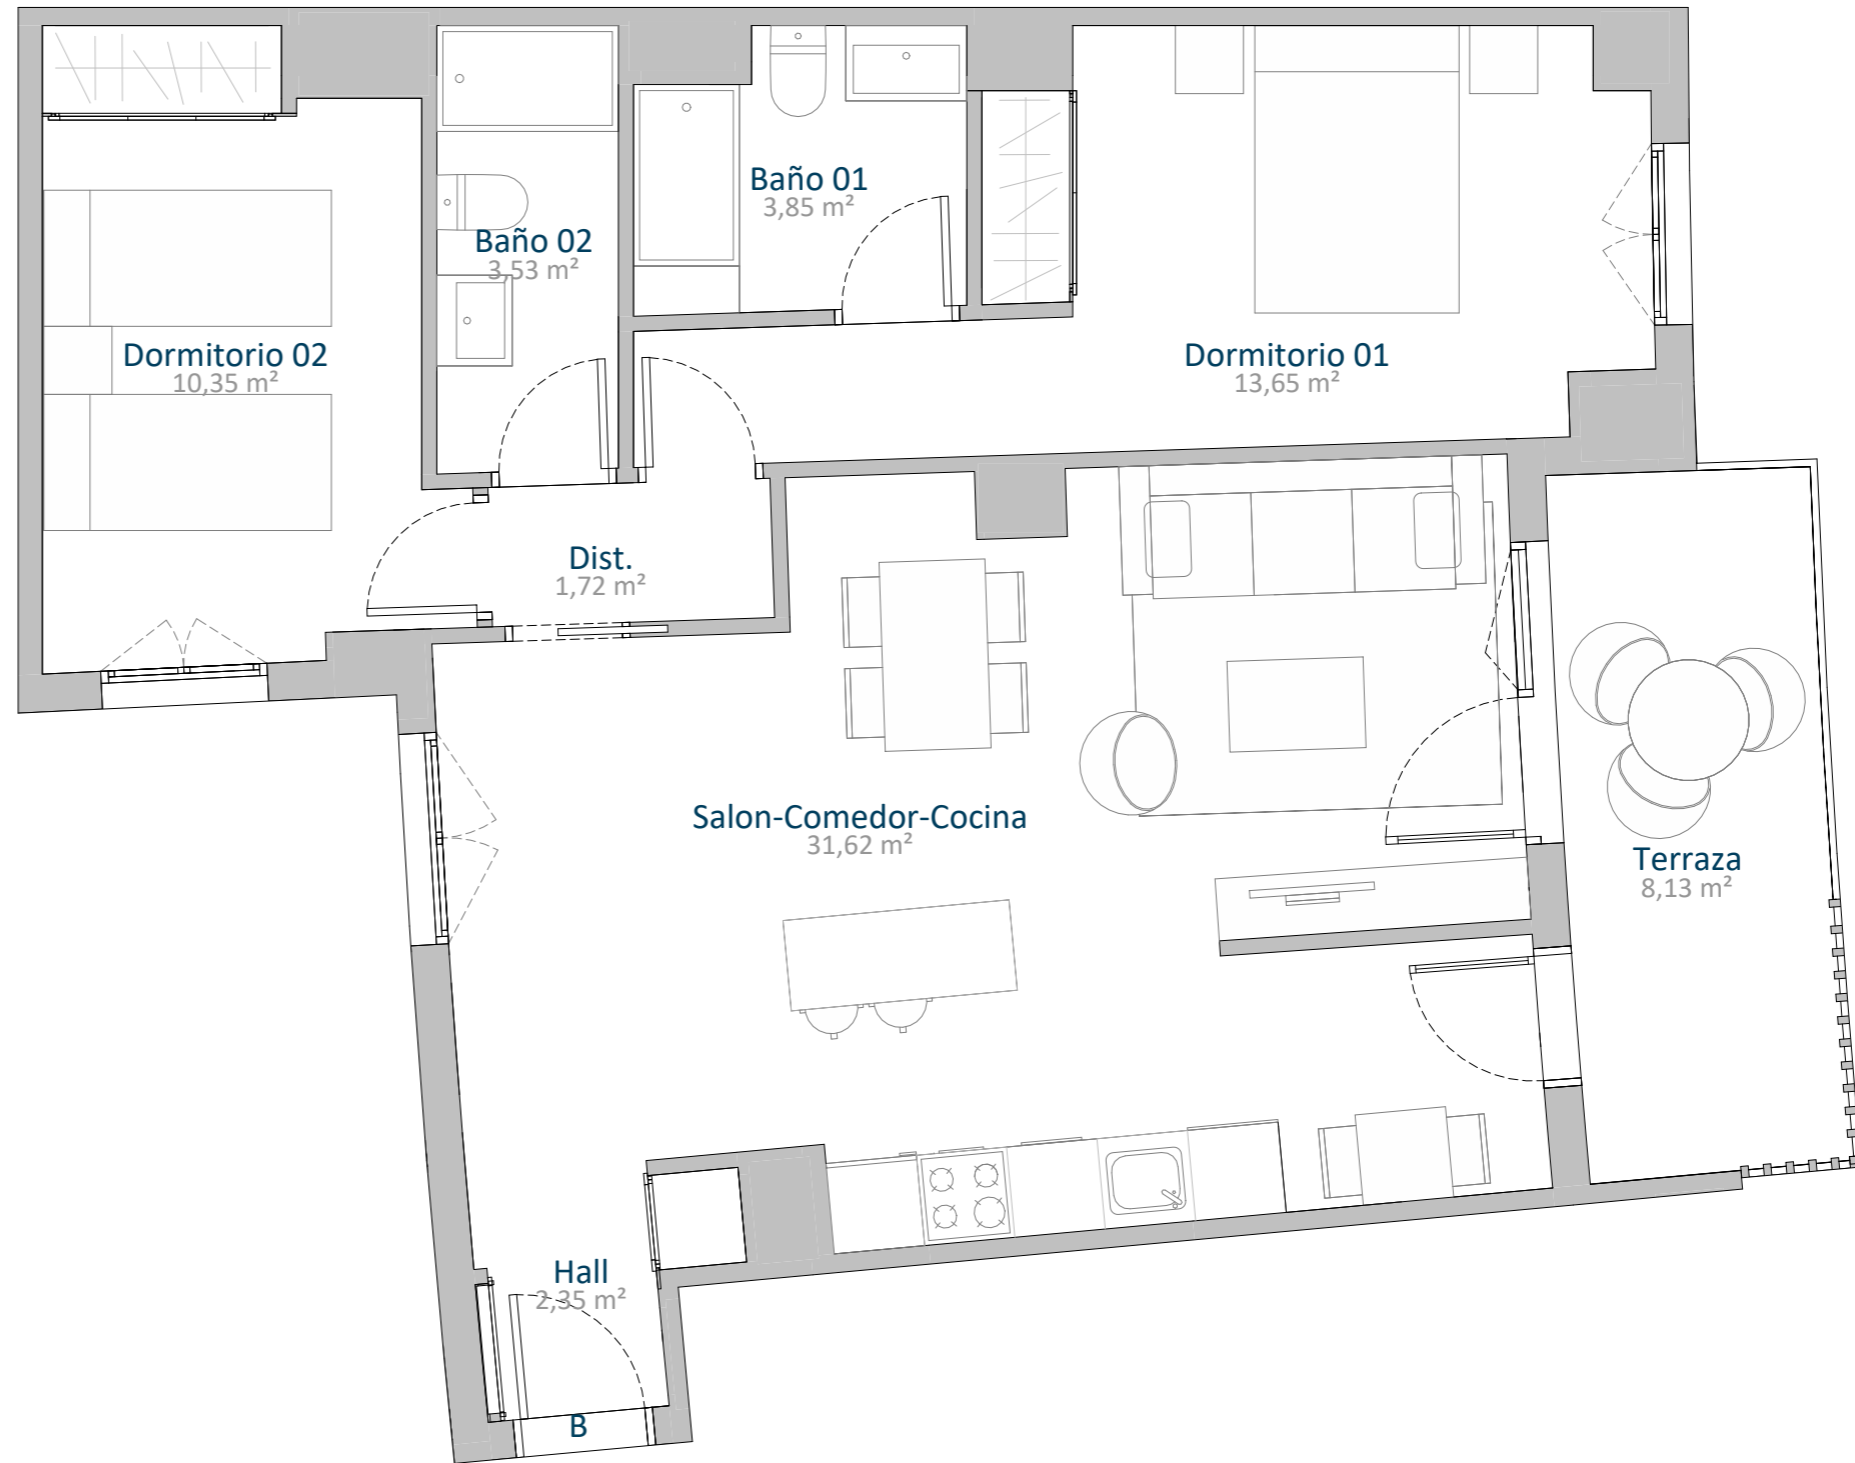 Baño 01
3,85 m²
Baño 02
3,53 m²
Dormitorio 02
10,35 m²
Dormitorio 01
13,65 m²
Dist.
1,72 m²
Salon-Comedor-Cocina
31,62 m²
Terraza
8,13 m²
Hall
2,35 m²
B